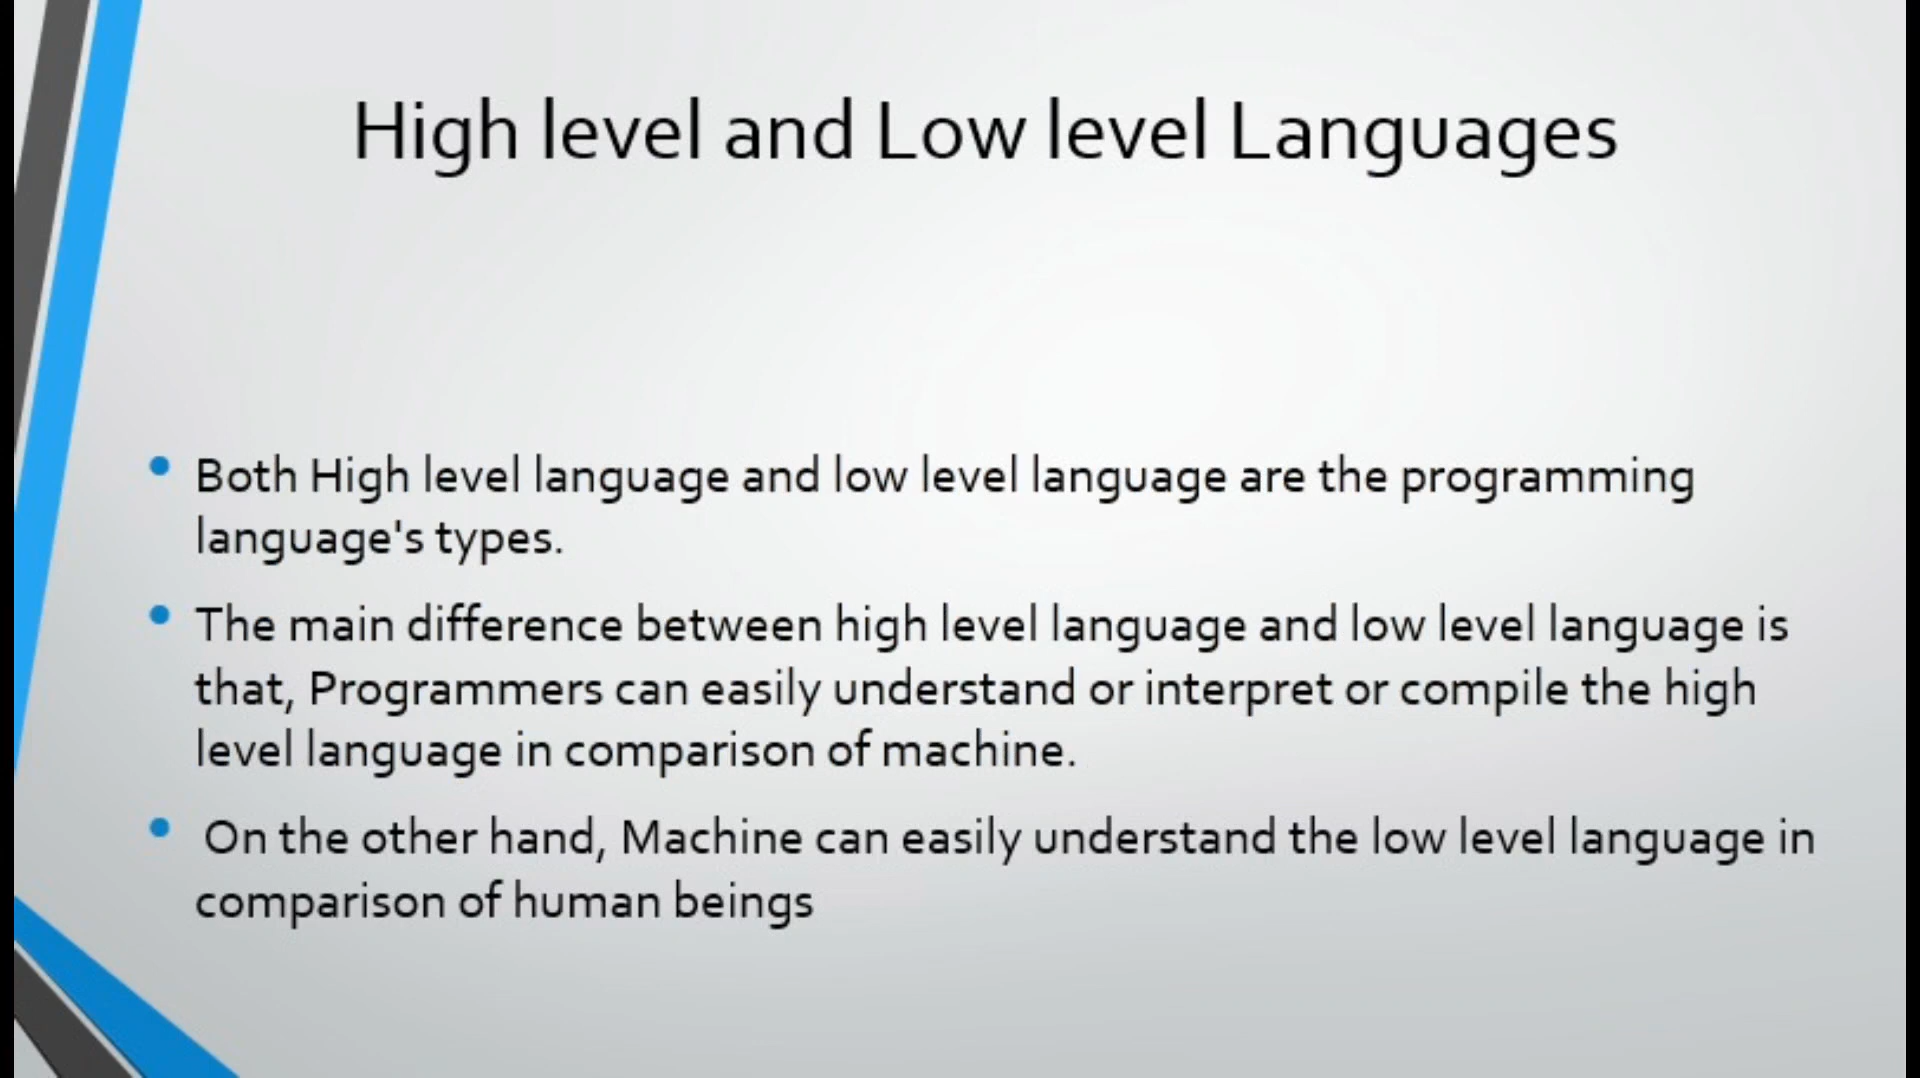 High level and Low level Languages
• Both High level language and low level language are the programming
language's types.
• The main difference between high level language and low level language is
that, Programmers can easily understand or interpret or compile the high
level language in comparison of machine.
• On the other hand, Machine can easily understand the low level language in
comparison of human beings